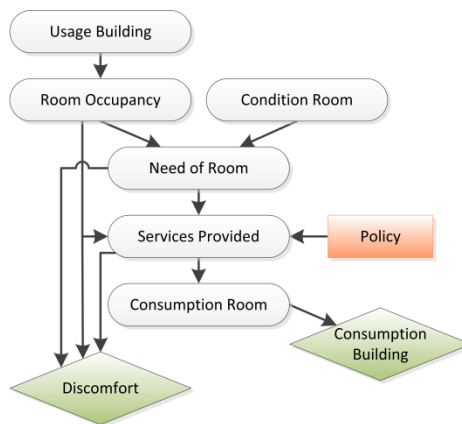 Usage Building
Room Occupancy
Condition Room
Need of Room
Services Provided
Policy
Consumption Room
Consumption
Building
Discomfort